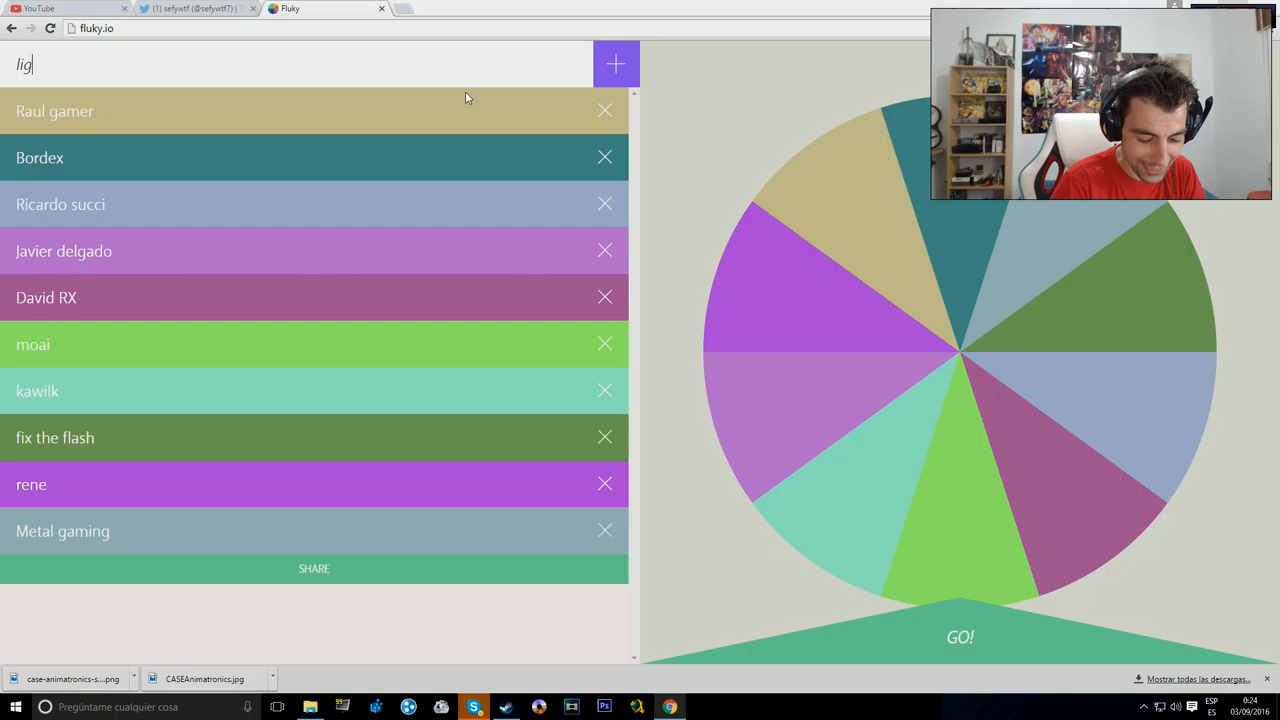 YouTube
(1) sefywtf (@sefywtf7) | T
Fluky
fluky.io
lig
Raul gamer
Bordex
Ricardo succi
Javier delgado
David RX
moai
kawilk
fix the flash
rene
Metal gaming
SHARE
GO!
case-animatronics-s....png
CASEAnimatronics.jpg
Mostrar todas las descargas...
Pregúntame cualquier cosa
ESP
ES
0:24
03/09/2016